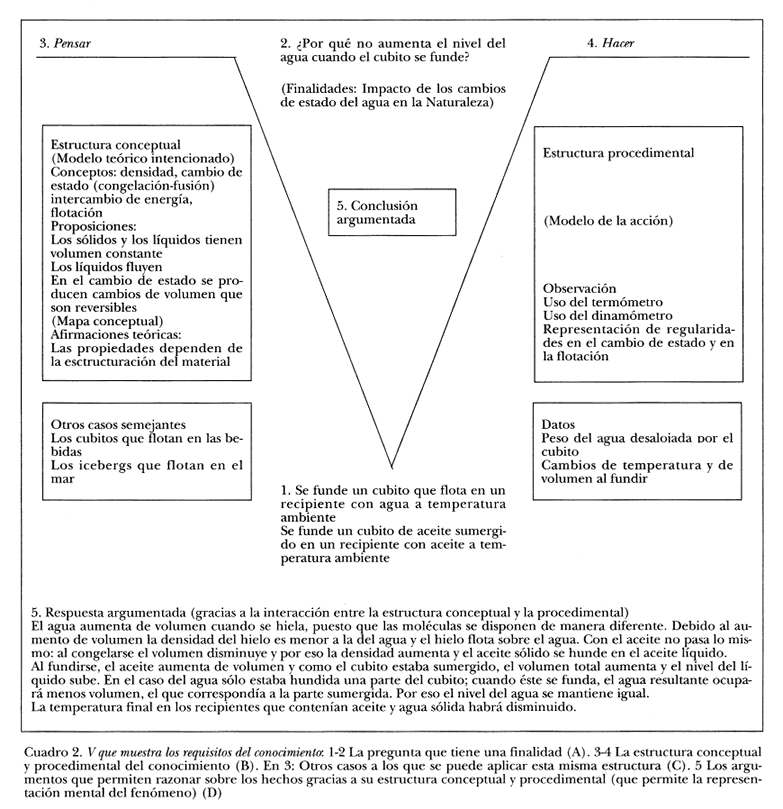 3. Pensar
2. ¿Por qué no aumenta el nivel del
agua cuando el cubito se funde?
(Finalidades: Impacto de los cambios
de estado del agua en la Naturaleza)
4. Hacer
Estructura conceptual
(Modelo teórico intencionado)
Conceptos: densidad, cambio de
estado (congelación-fusión)
intercambio de energía,
flotación
Proposiciones:
Los sólidos y los líquidos tienen
volumen constante
Los líquidos fluyen
En el cambio de estado se pro-
ducen cambios de volumen que
son reversibles
(Mapa conceptual)
Afirmaciones teóricas:
Las propiedades dependen de
la esctructuración del material
5. Conclusión
argumentada
Estructura procedimental
(Modelo de la acción)
Observación
Uso del termómetro
Uso del dinamómetro
Representación de regularida-
des en el cambio de estado y en
la flotación
Otros casos semejantes
Los cubitos que flotan en las be-
bidas
Los icebergs que flotan en el
mar
Datos
Peso del agua desaloiada por el
cubito
Cambios de temperatura y de
volumen al fundir
1. Se funde un cubito que flota en un
recipiente con agua a temperatura
ambiente
Se funde un cubito de aceite sumergi-
do en un recipiente con aceite a tem-
peratura ambiente
5. Respuesta argumentada (gracias a la interacción entre la estructura conceptual y la procedimental)
El agua aumenta de volumen cuando se hiela, puesto que las moléculas se disponen de manera diferente. Debido al au-
mento de volumen la densidad del hielo es menor a la del agua y el hielo flota sobre el agua. Con el aceite no pasa lo mis-
mo: al congelarse el volumen disminuye y por eso la densidad aumenta y el aceite sólido se hunde en el aceite líquido.
Al fundirse, el aceite aumenta de volumen y como el cubito estaba sumergido, el volumen total aumenta y el nivel del lí-
quido sube. En el caso del agua sólo estaba hundida una parte del cubito; cuando éste se funda, el agua resultante ocupa-
rá menos volumen, el que correspondía a la parte sumergida. Por eso el nivel del agua se mantiene igual.
La temperatura final en los recipientes que contenían aceite y agua sólida habrá disminuido.
Cuadro 2. V que muestra los requisitos del conocimiento: 1-2 La pregunta que tiene una finalidad (A). 3-4 La estructura conceptual
y procedimental del conocimiento (B). En 3: Otros casos a los que se puede aplicar esta misma estructura (C). 5 Los argu-
mentos que permiten razonar sobre los hechos gracias a su estructura conceptual y procedimental (que permite la represen-
tación mental del fenómeno) (D)